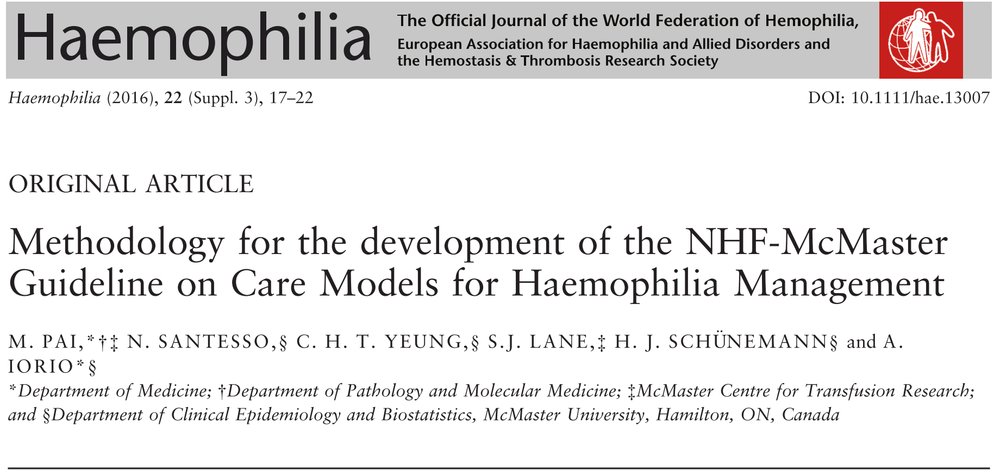 Haemophilia
The Official Journal of the World Federation of Hemophilia,
European Association for Haemophilia and Allied Disorders and
the Hemostasis & Thrombosis Research Society
Haemophilia (2016), 22 (Suppl. 3), 17–22
DOI: 10.1111/hae.13007
ORIGINAL ARTICLE
Methodology for the development of the NHF-McMaster
Guideline on Care Models for Haemophilia Management
M. PAI,*†‡ N. SANTESSO,§ C. H. T. YEUNG,§ S.J. LANE,‡ H. J. SCHÜNEMANN§ and A.
IORIO*§
*Department of Medicine; †Department of Pathology and Molecular Medicine; ‡McMaster Centre for Transfusion Research;
and §Department of Clinical Epidemiology and Biostatistics, McMaster University, Hamilton, ON, Canada